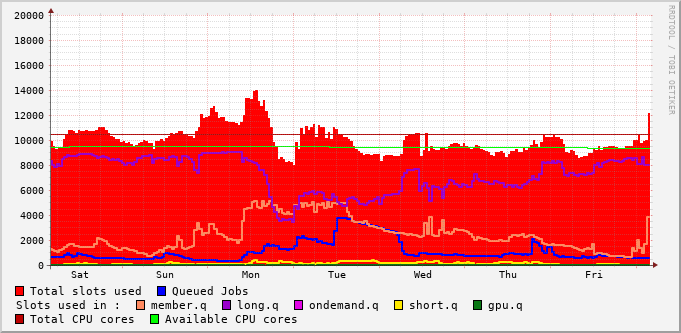 20000
18000
16000
14000
12000
10000
8000
6000
4000
2000
0
Sat Sun Mon Tue Wed Thu Fri
RRDTOOL / TOBI OETIKER
Total slots used Queued Jobs
Slots used in : member.q long.q ondemand.q short.q gpu.q
Total CPU cores Available CPU cores